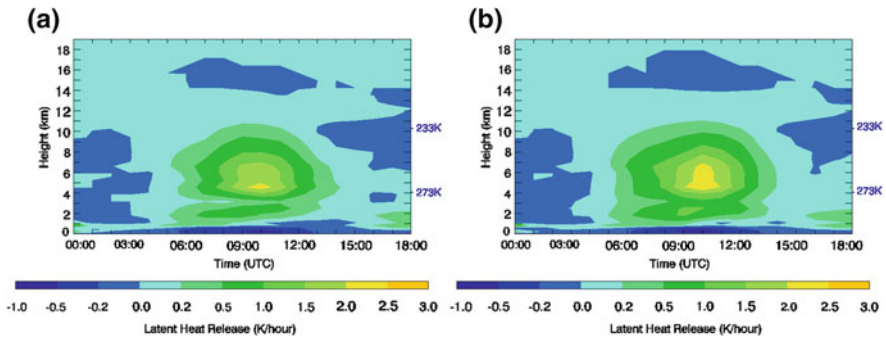 (a)
Height (km)
18
16
14
12
10
8
6
4
2
0
233K
273K
00:00 03:00 06:00 09:00 12:00 15:00 18:00
Time (UTC)
-1.0 -0.5 -0.2 0.0 0.2 0.5 1.0 1.5 2.0 2.5 3.0
Latent Heat Release (K/hour)
(b)
18
16
14
12
10
8
6
4
2
0
233K
273K
00:00 03:00 06:00 09:00 12:00 15:00 18:00
Time (UTC)
-1.0 -0.5 -0.2 0.0 0.2 0.5 1.0 1.5 2.0 2.5 3.0
Latent Heat Release (K/hour)